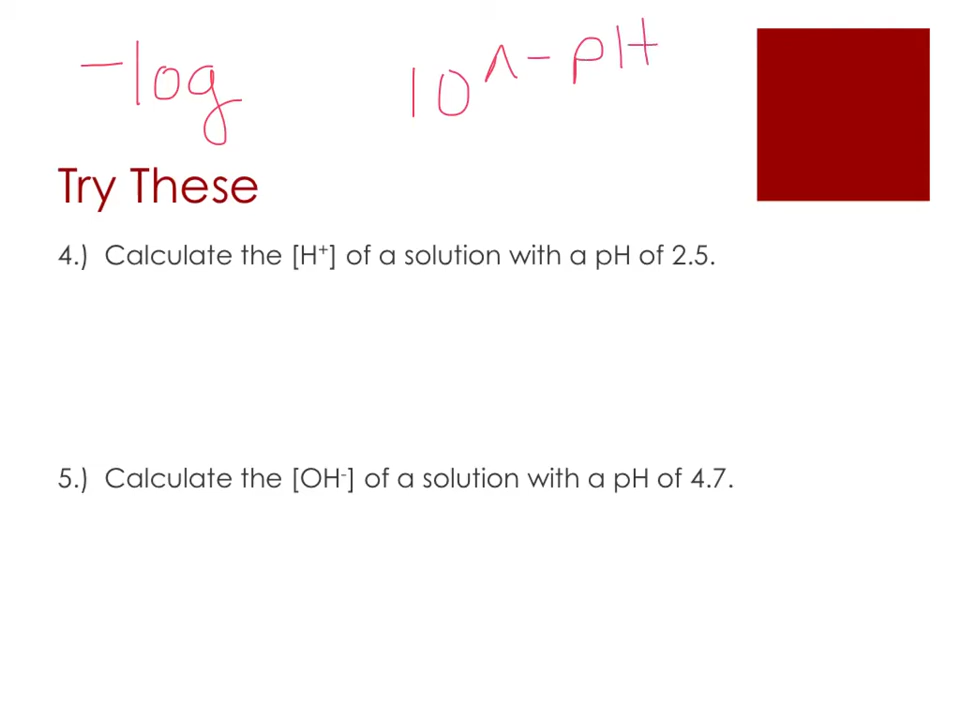 -log 10^-pH
Try These
4.) Calculate the [H⁺] of a solution with a pH of 2.5.
5.) Calculate the [OH⁻] of a solution with a pH of 4.7.